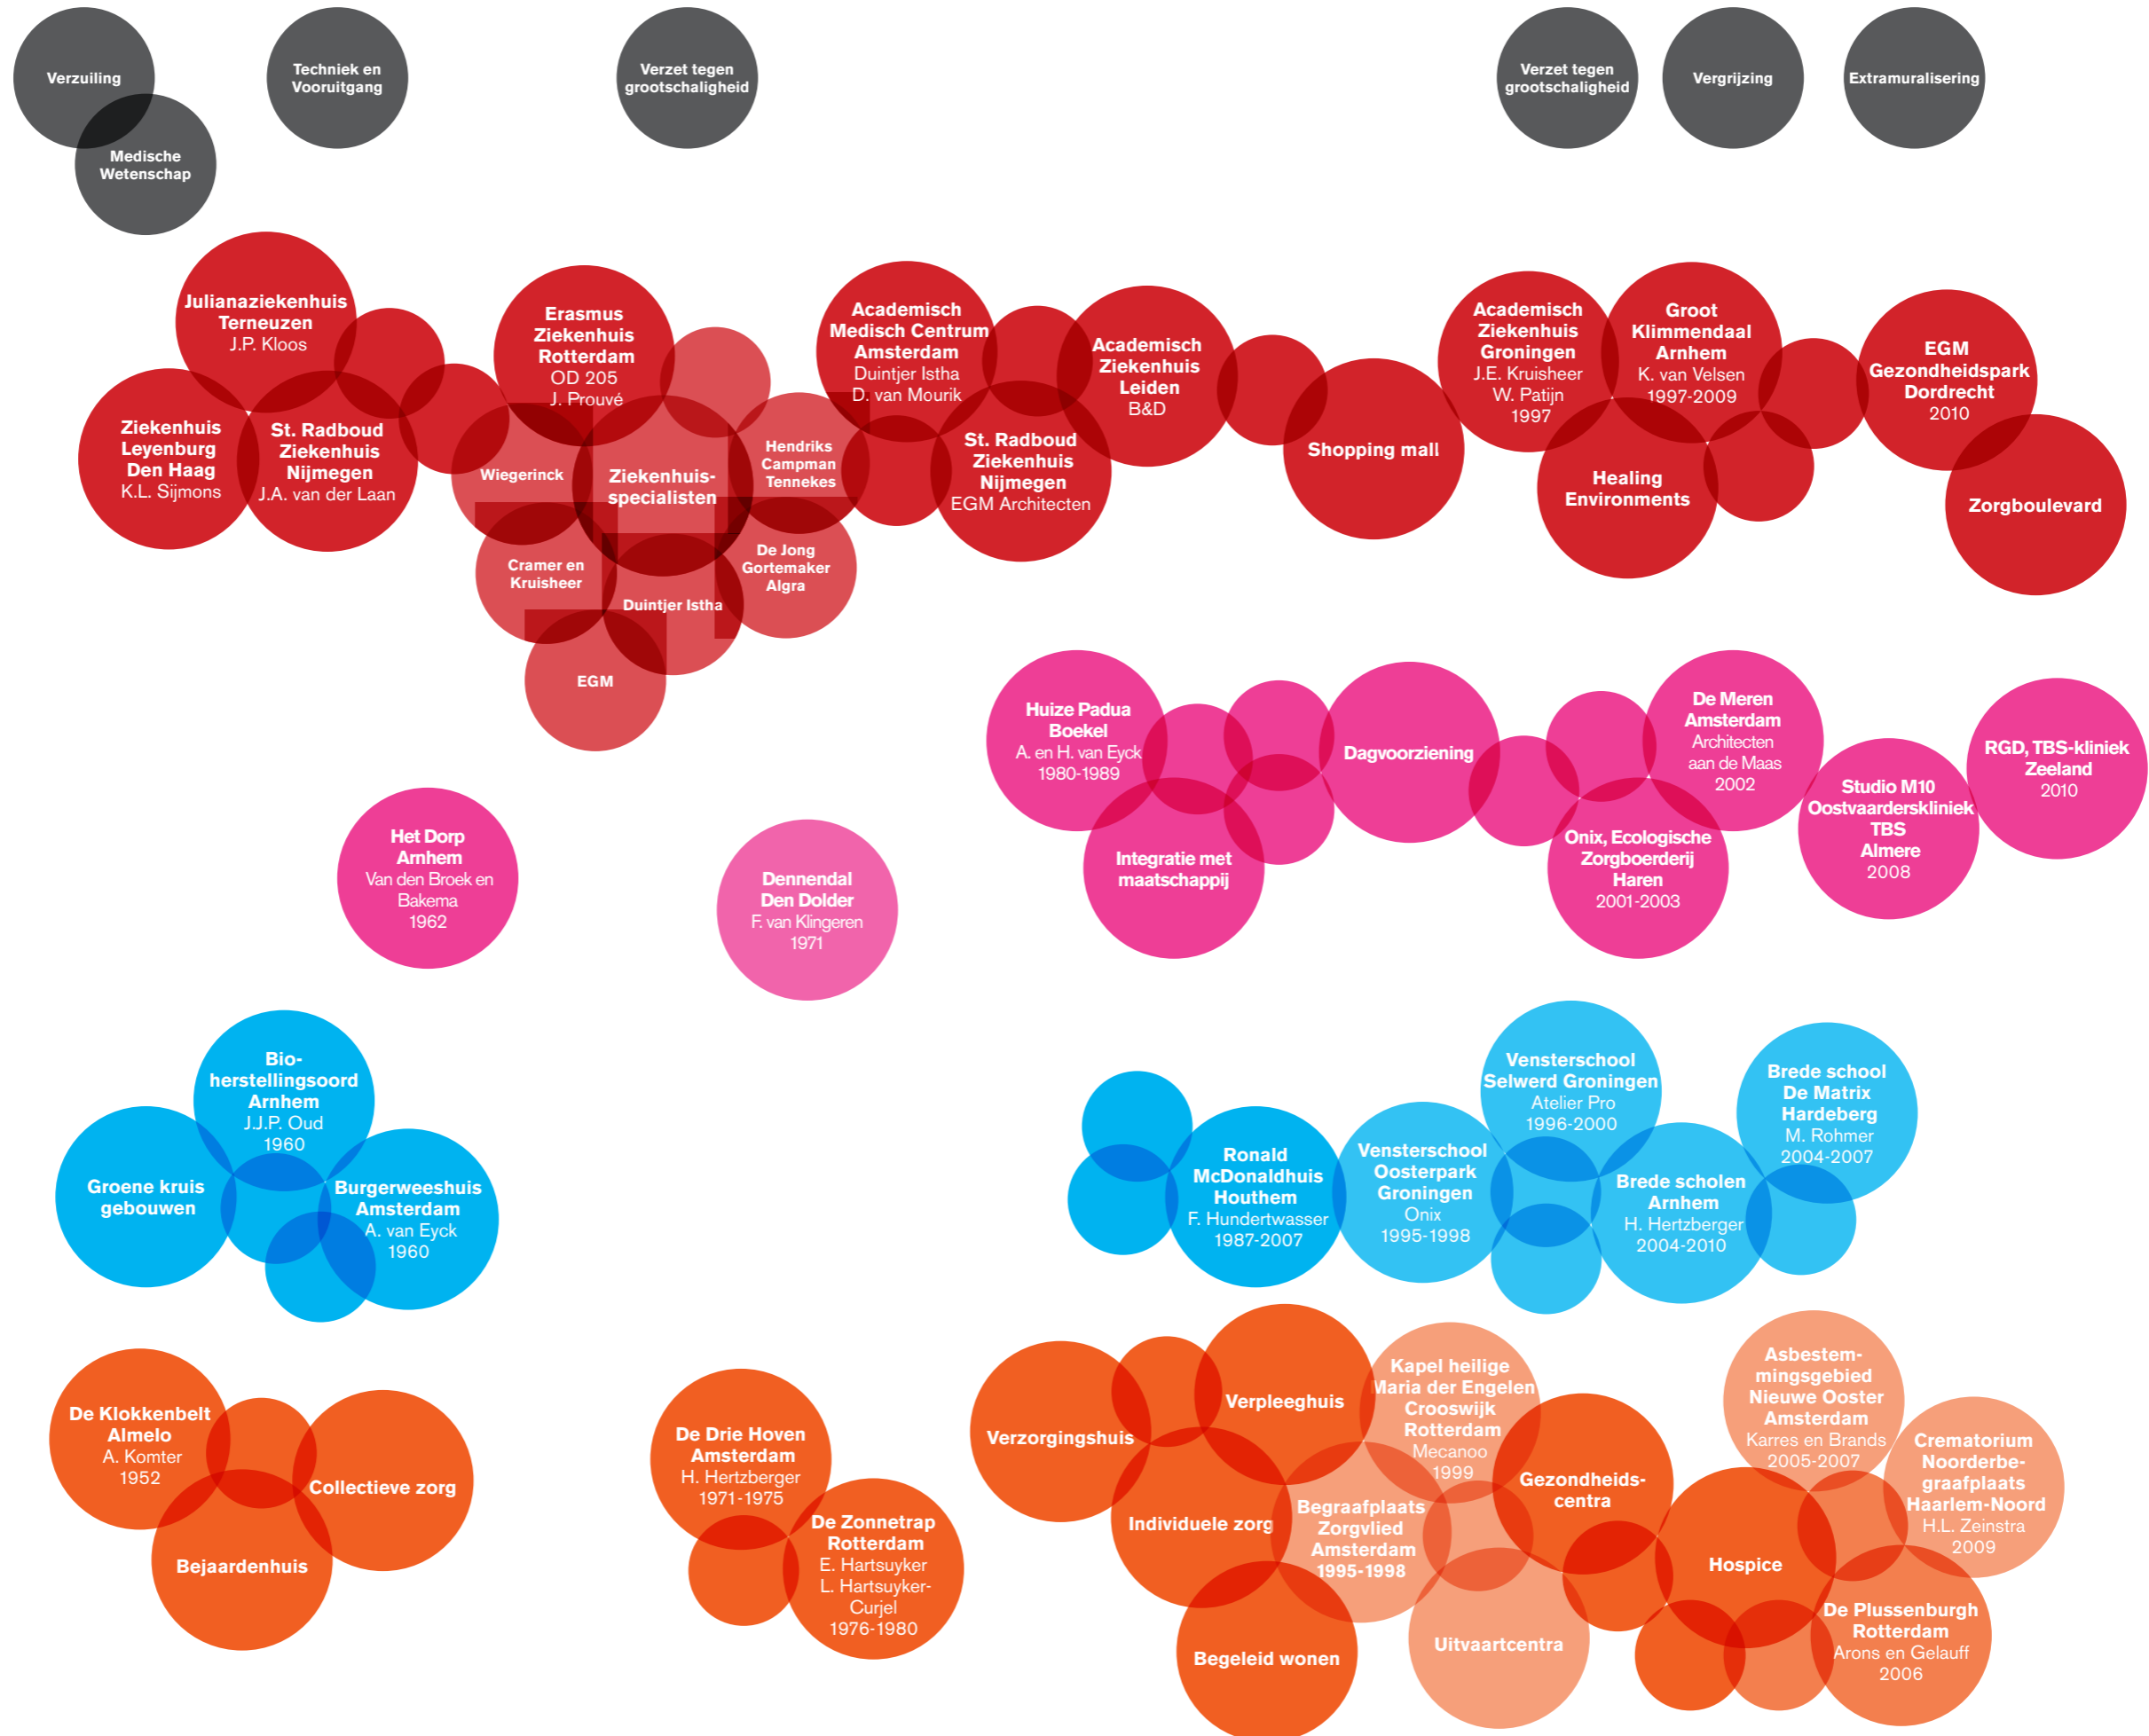 Verzuiling
Medische
Wetenschap
Techniek en
Vooruitgang
Verzet tegen
grootschaligheid
Verzet tegen
grootschaligheid
Vergrijzing
Extramuralisering
Julianaziekenhuis
Terneuzen
J.P. Kloos
Ziekenhuis
Leyenburg
Den Haag
K.L. Sijmons
St. Radboud
Ziekenhuis
Nijmegen
J.A. van der Laan
Erasmus
Ziekenhuis
Rotterdam
OD 205
J. Prouvé
Wiegerinck
Ziekenhuis-
specialisten
Hendriks
Campman
Tennekes
Cramer en
Kruisheer
Duintjer Istha
De Jong
Gortemaker
Algra
EGM
Academisch
Medisch Centrum
Amsterdam
Duintjer Istha
D. van Mourik
St. Radboud
Ziekenhuis
Nijmegen
EGM Architecten
Academisch
Ziekenhuis
Leiden
B&D
Shopping mall
Academisch
Ziekenhuis
Groningen
J.E. Kruisheer
W. Patijn
1997
Groot
Klimmendaal
Arnhem
K. van Velsen
1997-2009
Healing
Environments
EGM
Gezondheidspark
Dordrecht
2010
Zorgboulevard
Het Dorp
Arnhem
Van den Broek en
Bakema
1962
Dennendal
Den Dolder
F. van Klingeren
1971
Huize Padua
Boekel
A. en H. van Eyck
1980-1989
Integratie met
maatschappij
Dagvoorziening
De Meren
Amsterdam
Architecten
aan de Maas
2002
Onix, Ecologische
Zorgboerderij
Haren
2001-2003
Studio M10
Oostvaarderskliniek
TBS
Almere
2008
RGD, TBS-kliniek
Zeeland
2010
Bio-
herstellingsoord
Arnhem
J.J.P. Oud
1960
Groene kruis
gebouwen
Burgerweeshuis
Amsterdam
A. van Eyck
1960
Ronald
McDonaldhuis
Houthem
F. Hundertwasser
1987-2007
Vensterschool
Oosterpark
Groningen
Onix
1995-1998
Vensterschool
Selwerd Groningen
Atelier Pro
1996-2000
Brede scholen
Arnhem
H. Hertzberger
2004-2010
Brede school
De Matrix
Hardeberg
M. Rohmer
2004-2007
De Klokkenbelt
Almelo
A. Komter
1952
Collectieve zorg
Bejaardenhuis
De Drie Hoven
Amsterdam
H. Hertzberger
1971-1975
De Zonnetrap
Rotterdam
E. Hartsuyker
L. Hartsuyker-
Curjel
1976-1980
Verzorgingshuis
Verpleeghuis
Individuele zorg
Begeleid wonen
Kapel heilige
Maria der Engelen
Crooswijk
Rotterdam
Mecanoo
1999
Begraafplaats
Zorgvlied
Amsterdam
1995-1998
Uitvaartcentra
Gezondheids-
centra
Hospice
Asbestem-
mingsgebied
Nieuwe Ooster
Amsterdam
Karres en Brands
2005-2007
Crematorium
Noorderbe-
graafplaats
Haarlem-Noord
H.L. Zeinstra
2009
De Plussenburgh
Rotterdam
Arons en Gelauff
2006